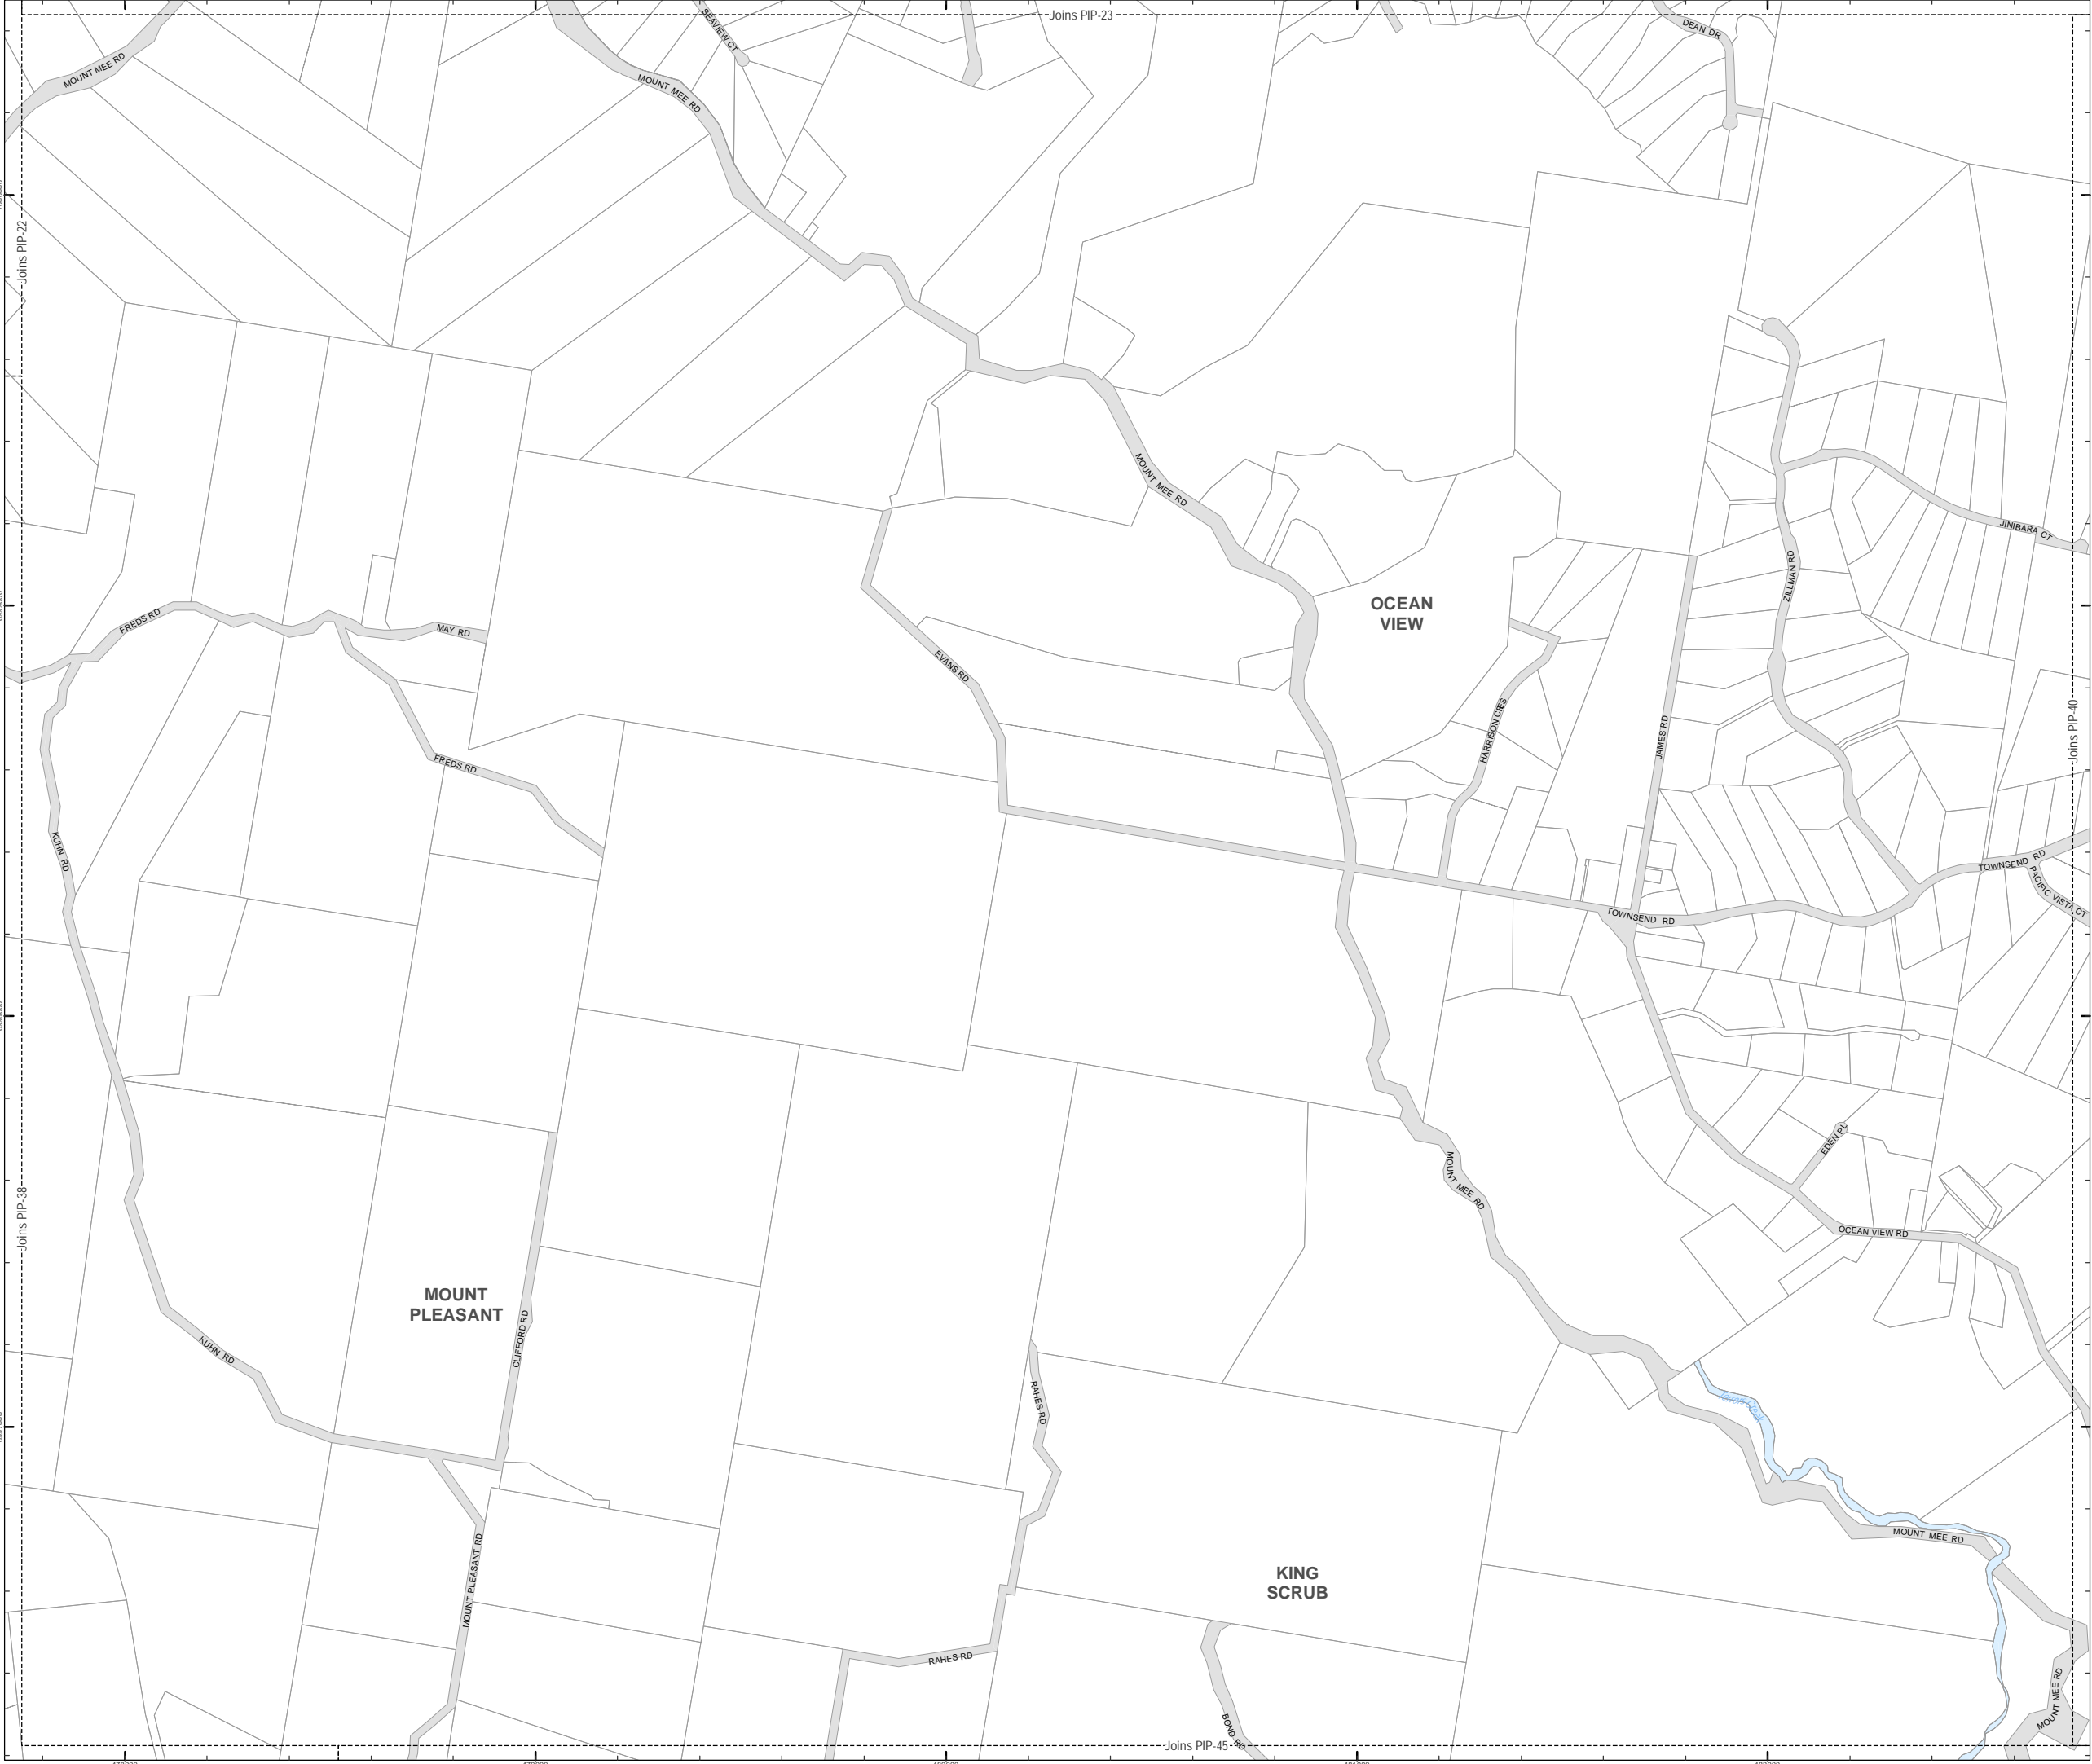 Joins PIP-23
SEAVIEW CT
DEAN DR
MOUNT MEE RD
MOUNT MEE RD
Joins PIP-22
MOUNT MEE RD
JINIBARA CT
ZILLMAN RD
OCEAN
VIEW
FREDS RD
MAY RD
EVANS RD
HARRISON CRES
JAMES RD
Joins PIP-40
FREDS RD
KUHN RD
TOWNSEND RD
PACIFIC VISTA CT
TOWNSEND RD
EDEN PL
MOUNT MEE RD
Joins PIP-38
OCEAN VIEW RD
MOUNT
PLEASANT
CLIFFORD RD
KUHN RD
RAHES RD
MOUNT MEE RD
MOUNT PLEASANT RD
KING
SCRUB
RAHES RD
MOUNT MEE RD
BOND RD
Joins PIP-45